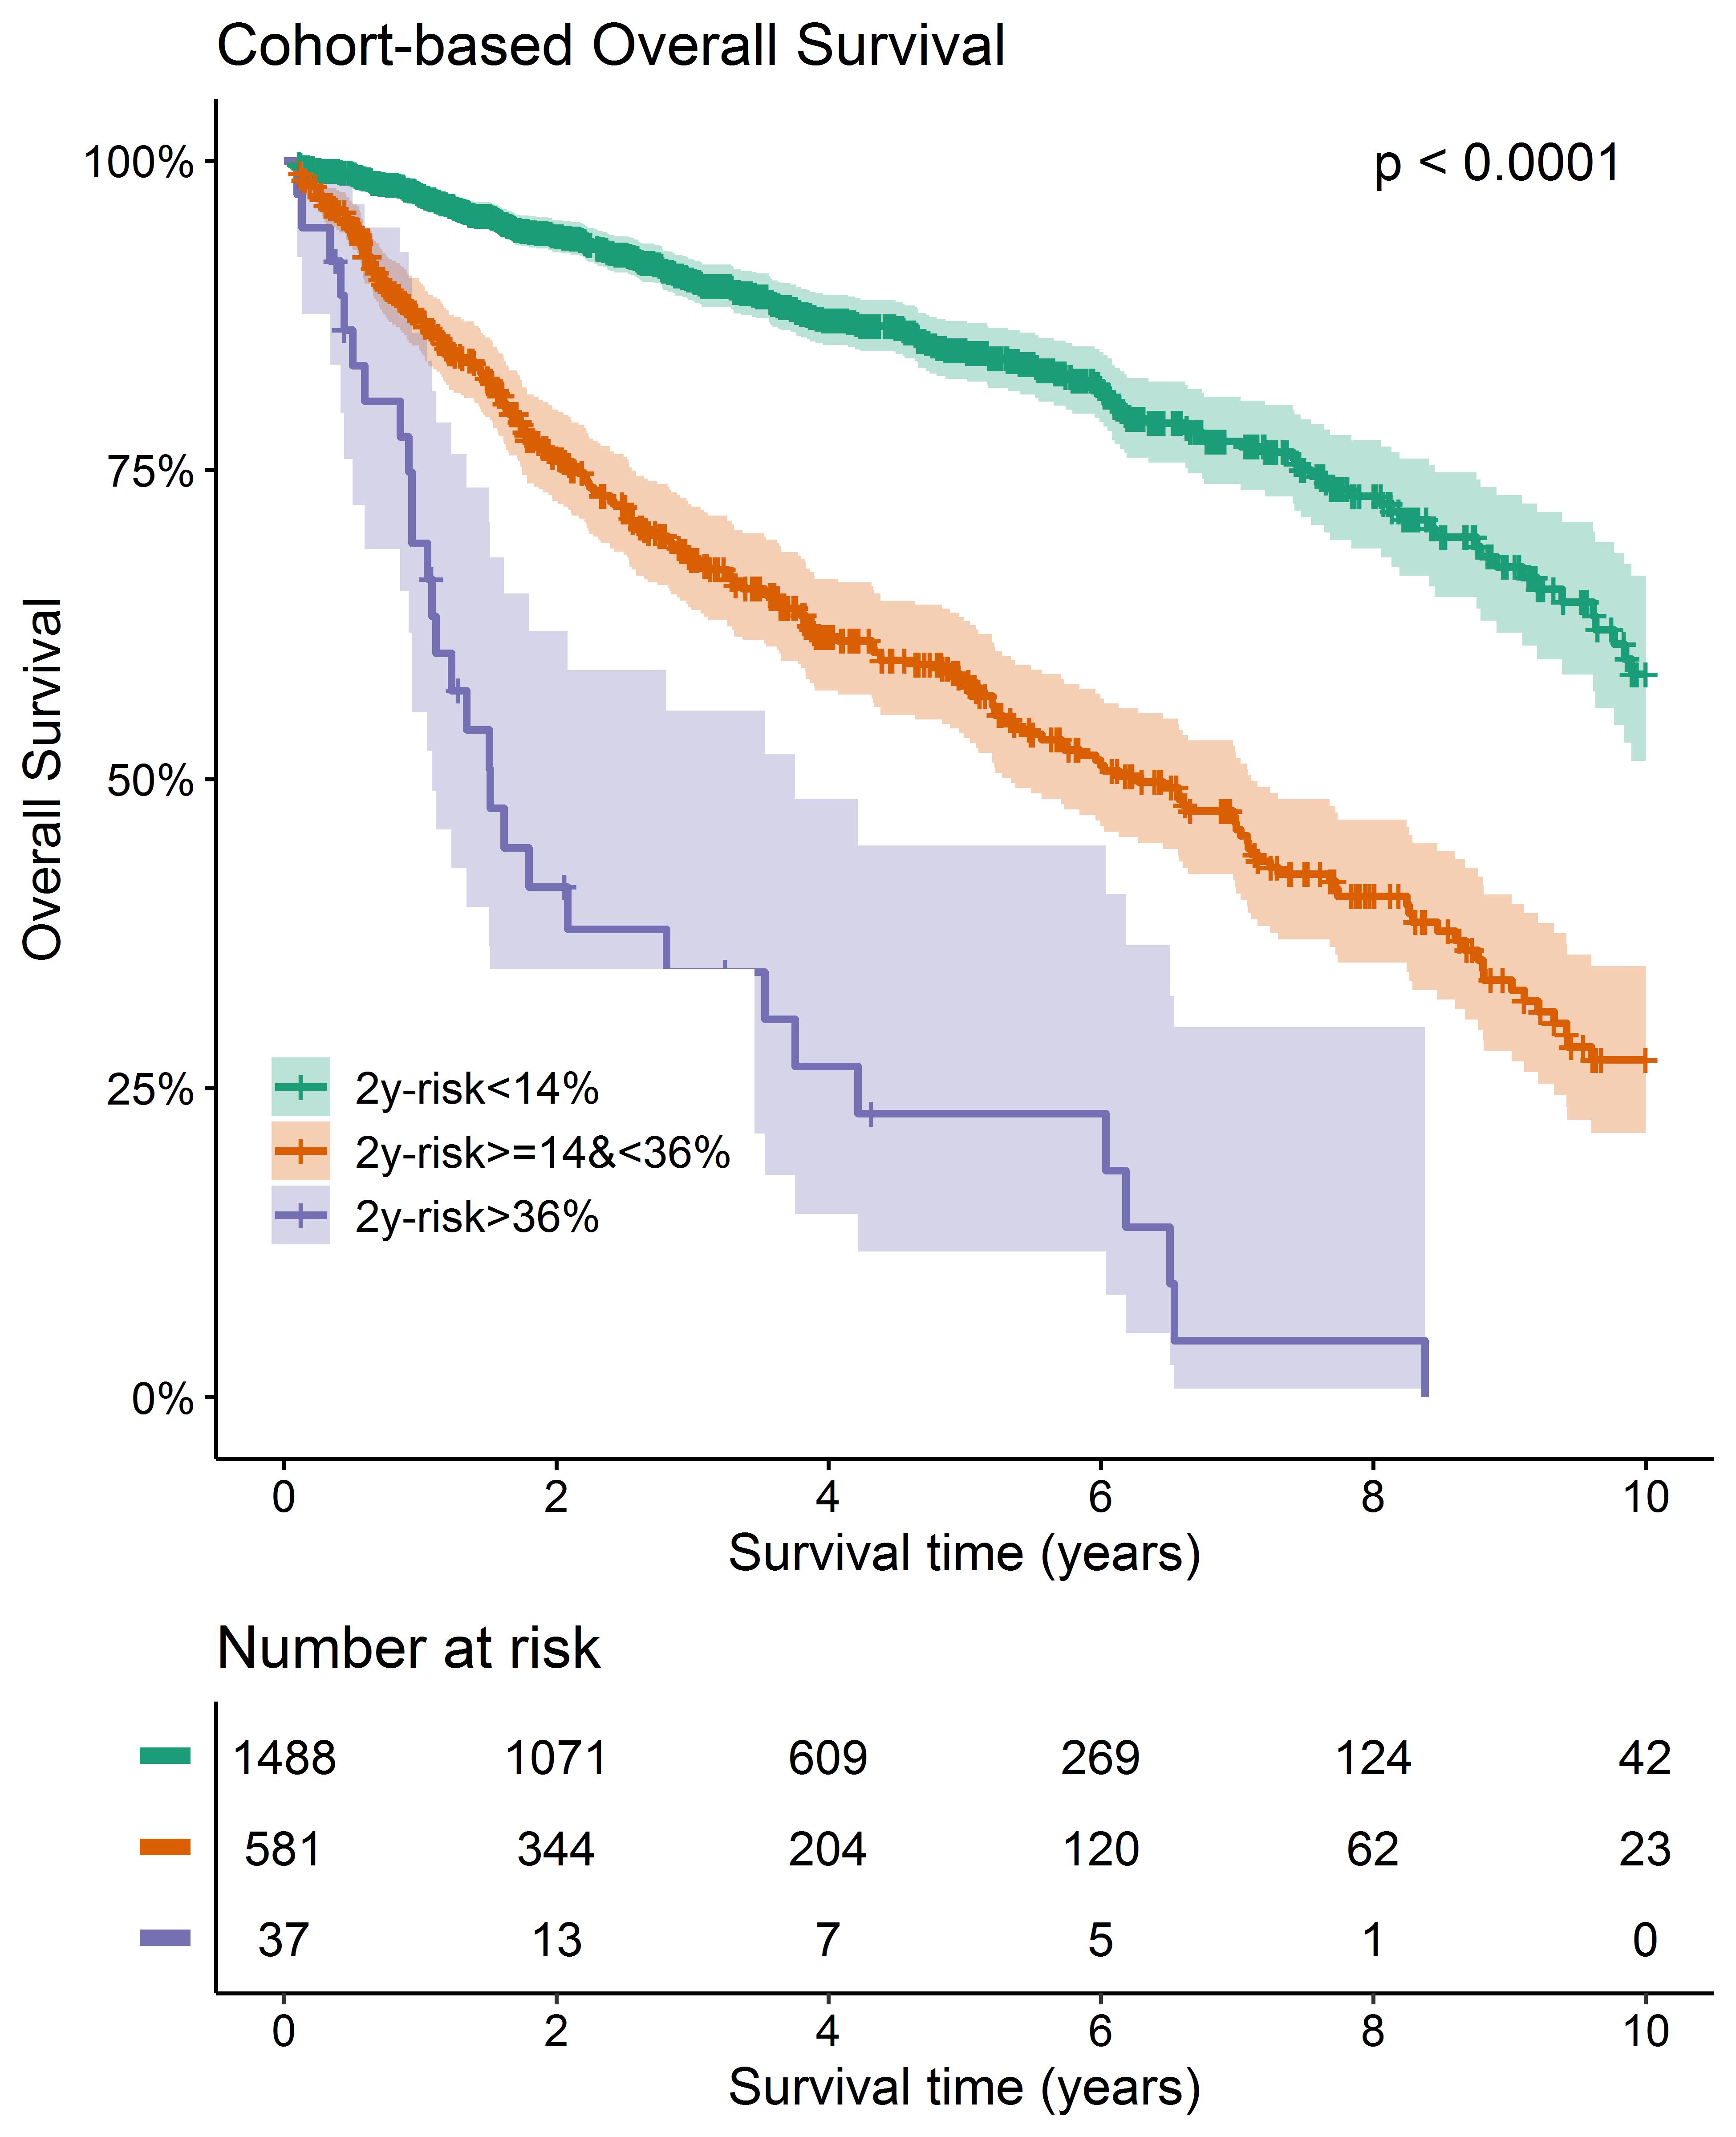 Cohort-based Overall Survival
p < 0.0001
100%
75%
50%
25%
0%
Overall Survival
2y-risk<14%
2y-risk>=14&<36%
2y-risk>36%
0 2 4 6 8 10
Survival time (years)
Number at risk
1488 1071 609 269 124 42
581 344 204 120 62 23
37 13 7 5 1 0
0 2 4 6 8 10
Survival time (years)